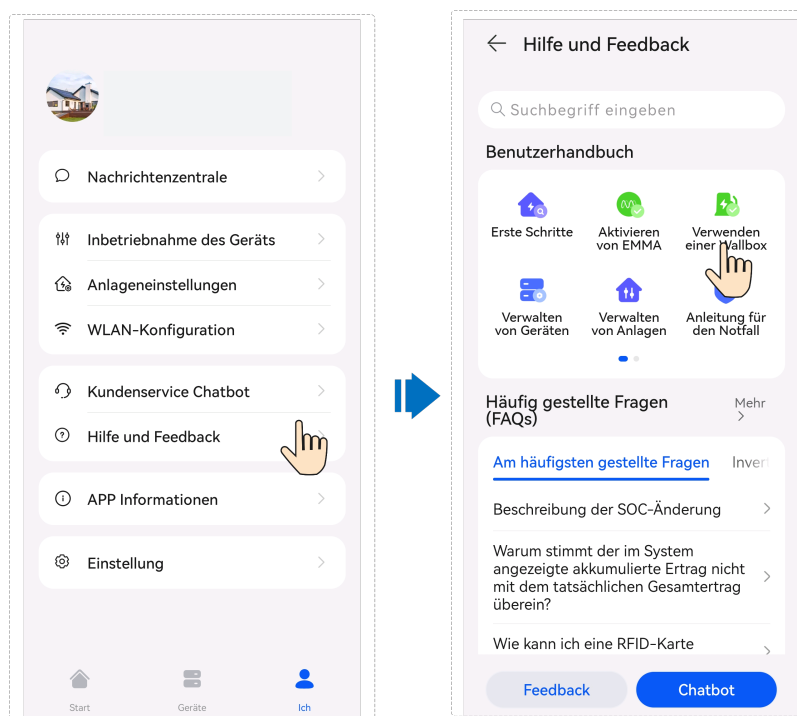 Nachrichtenzentrale
Inbetriebnahme des Geräts
Anlageneinstellungen
WLAN-Konfiguration
Kundenservice Chatbot
Hilfe und Feedback
APP Informationen
Einstellung
Start
Geräte
Ich
Hilfe und Feedback
Suchbegriff eingeben
Benutzerhandbuch
Erste Schritte
Aktivieren
von EMMA
Verwenden
einer Wallbox
Verwalten
von Geräten
Verwalten
von Anlagen
Anleitung für
den Notfall
Häufig gestellte Fragen
(FAQs)
Mehr
Am häufigsten gestellte Fragen
Inver
Beschreibung der SOC-Änderung
Warum stimmt der im System
angezeigte akkumulierte Ertrag nicht
mit dem tatsächlichen Gesamtertrag
überein?
Wie kann ich eine RFID-Karte
Feedback
Chatbot